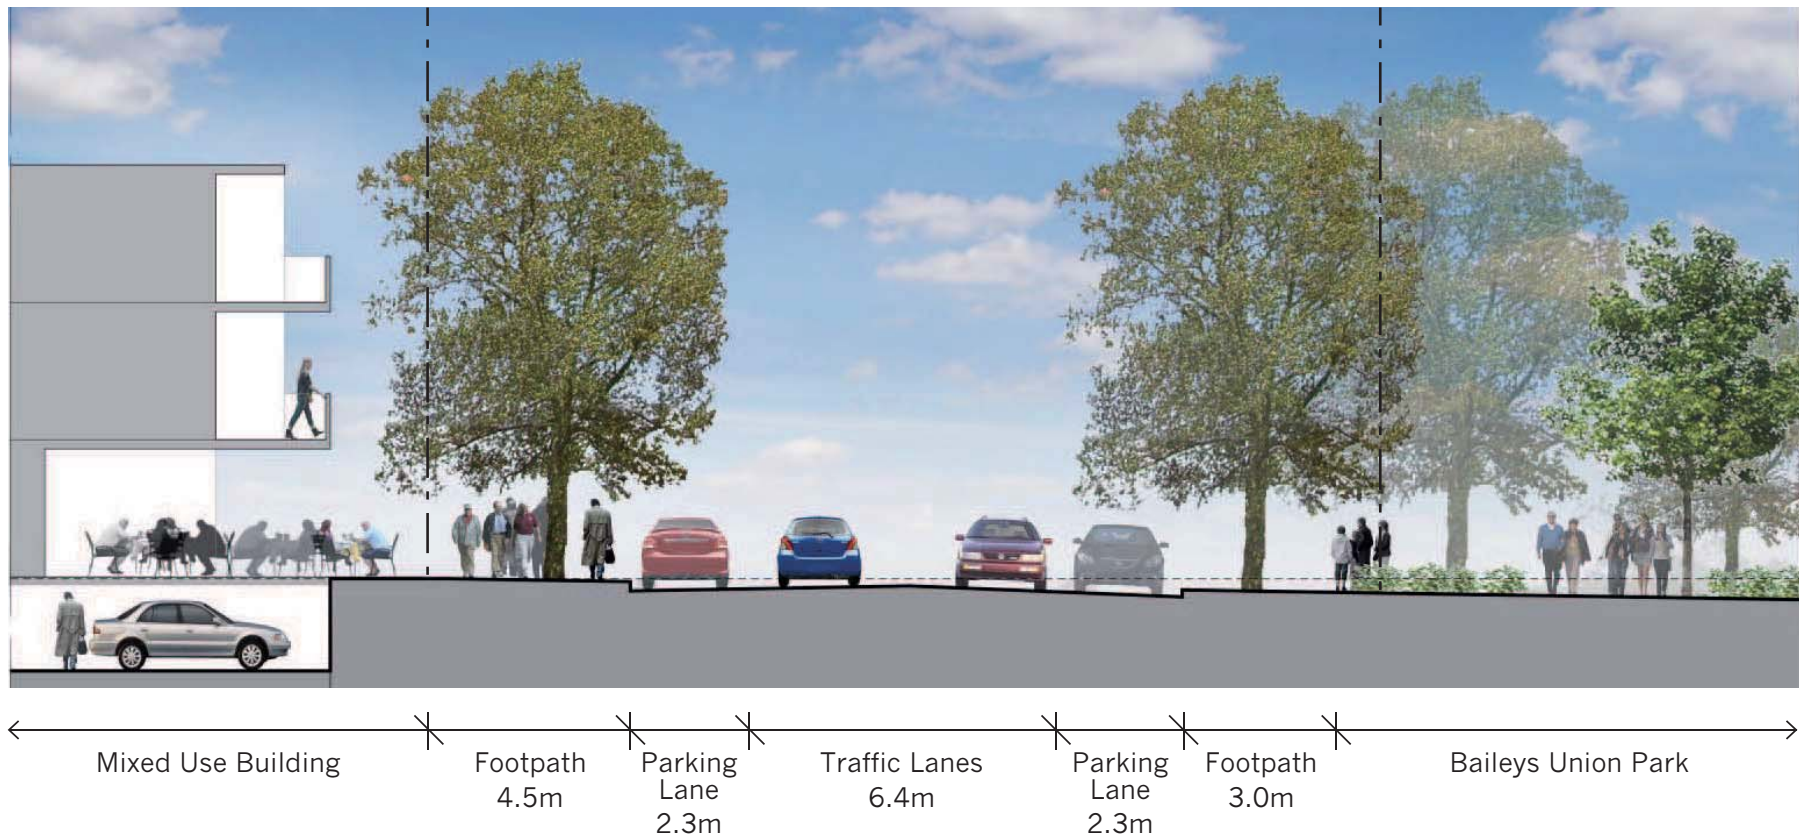 Mixed Use Building
Footpath
4.5m
Parking
Lane
2.3m
Traffic Lanes
6.4m
Parking
Lane
2.3m
Footpath
3.0m
Baileys Union Park